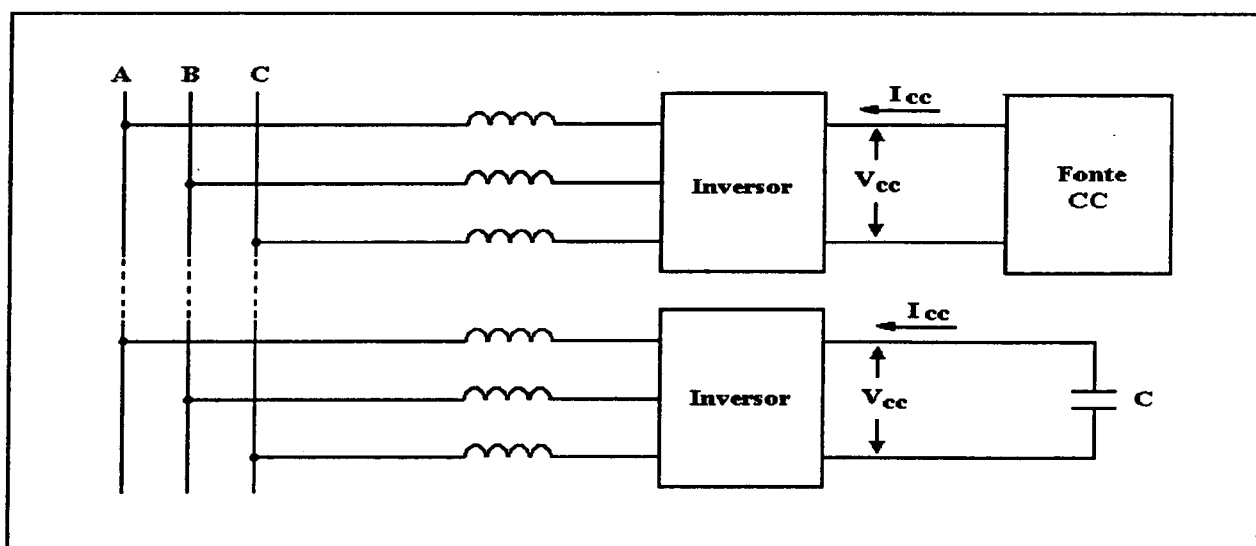 A B C
Icc
Inversor
Vcc
Fonte
CC
Icc
Inversor
Vcc
C